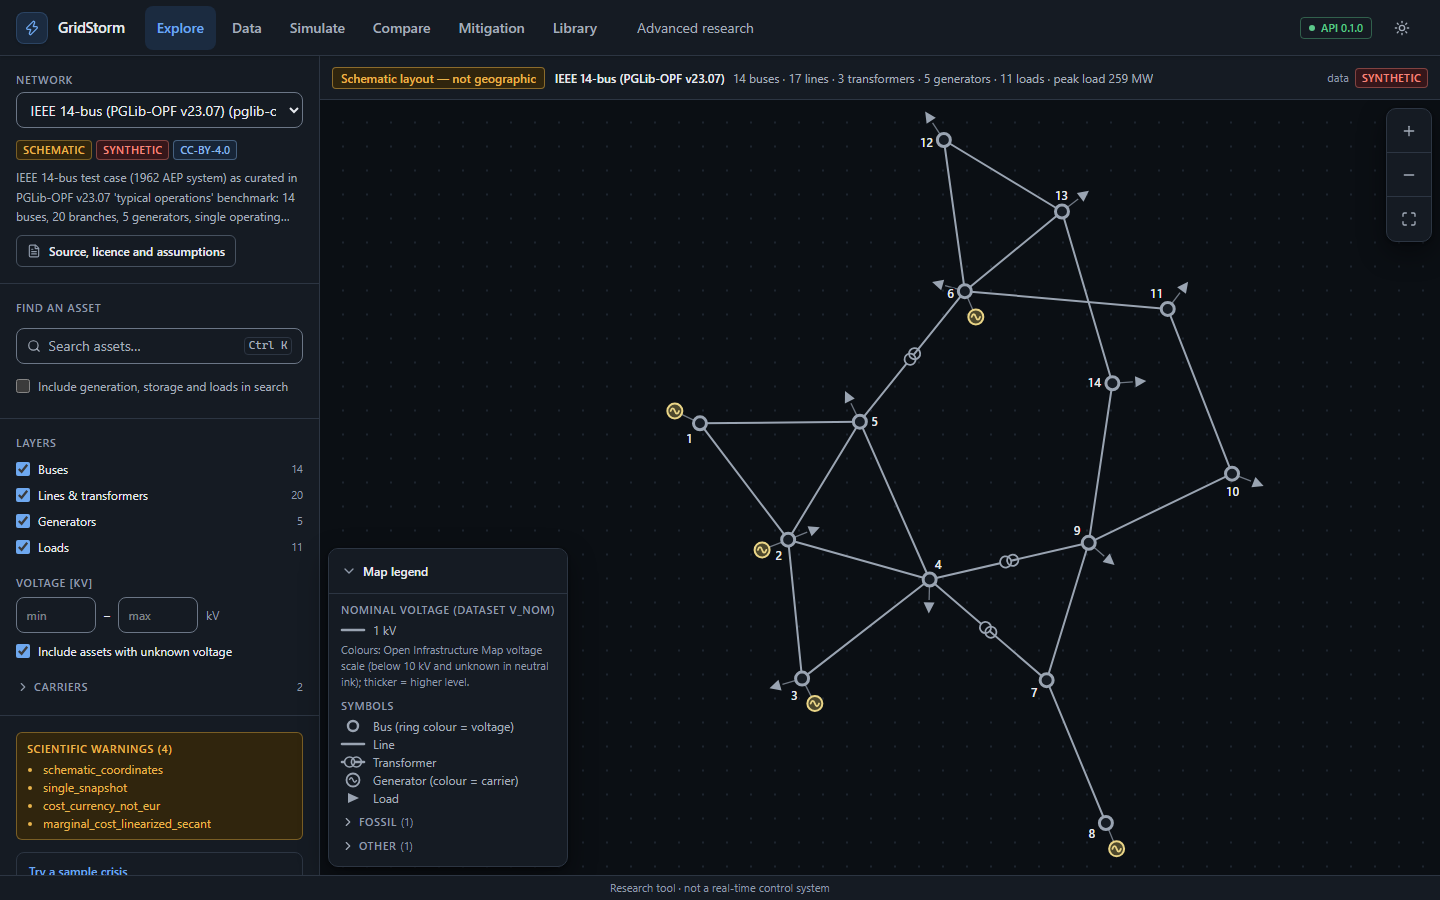 GridStorm
Explore
Data
Simulate
Compare
Mitigation
Library
Advanced research
API 0.1.0
NETWORK
IEEE 14-bus (PGLib-OPF v23.07) (pglib-c
SCHEMATIC
SYNTHETIC
CC-BY-4.0
IEEE 14-bus test case (1962 AEP system) as curated in
PGLib-OPF v23.07 'typical operations' benchmark: 14
buses, 20 branches, 5 generators, single operating...
Source, licence and assumptions
FIND AN ASSET
Search assets...
Ctrl K
Include generation, storage and loads in search
LAYERS
Buses 14
Lines & transformers 20
Generators 5
Loads 11
VOLTAGE [KV]
min – max kV
Include assets with unknown voltage
CARRIERS 2
SCIENTIFIC WARNINGS (4)
• schematic_coordinates
• single_snapshot
• cost_currency_not_eur
• marginal_cost_linearized_secant
Try a sample crisis
Schematic layout — not geographic
IEEE 14-bus (PGLib-OPF v23.07)
14 buses · 17 lines · 3 transformers · 5 generators · 11 loads · peak load 259 MW
data SYNTHETIC
12
13
6
11
14
1
5
10
2
9
4
3
7
8
Map legend
NOMINAL VOLTAGE (DATASET V_NOM)
1 kV
Colours: Open Infrastructure Map voltage
scale (below 10 kV and unknown in neutral
ink); thicker = higher level.
SYMBOLS
Bus (ring colour = voltage)
Line
Transformer
Generator (colour = carrier)
Load
FOSSIL (1)
OTHER (1)
Research tool · not a real-time control system